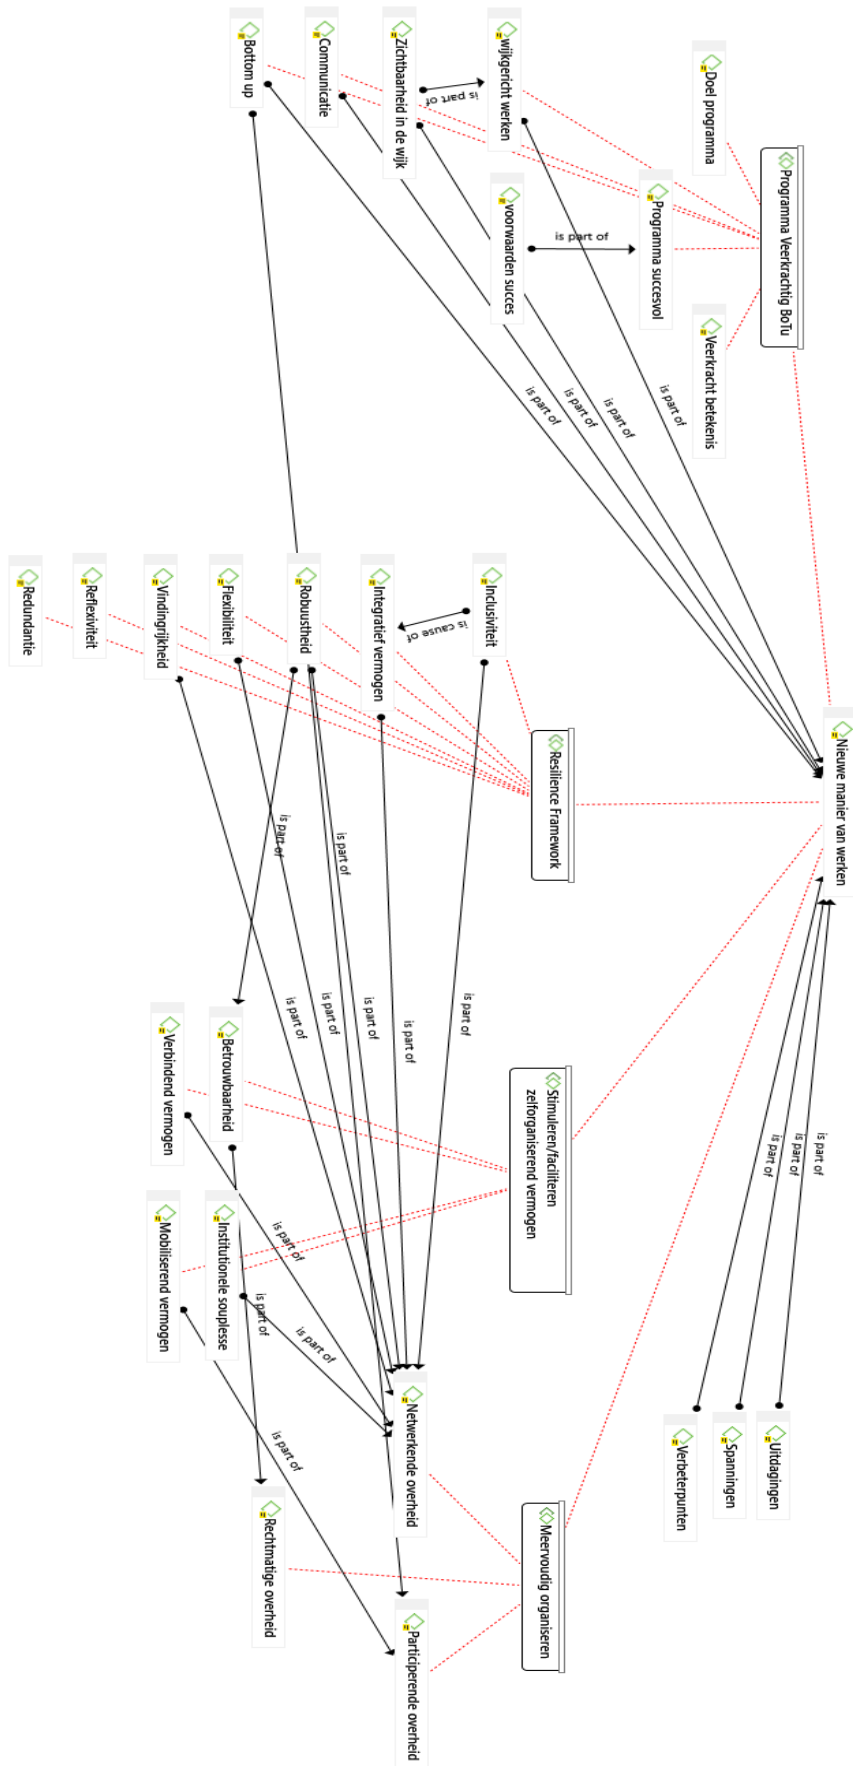 Nieuwe manier van werken
Programma Veerkrachtig BoTu
Doel programma
Programma succesvol
Veerkracht betekenis
wijkgericht werken
voorwaarden succes
Zichtbaarheid in de wijk
Communicatie
Bottom up
is part of
is part of
is part of
is part of
is part of
is part of
Resilience Framework
Inclusiviteit
Integratief vermogen
Robuustheid
Flexibiliteit
Vindingrijkheid
Reflexiviteit
Redundantie
is cause of
is part of
is part of
is part of
is part of
is part of
is part of
is part of
Stimuleren/faciliteren
zelforganiserend vermogen
Betrouwbaarheid
Verbindend vermogen
Institutionele souplesse
Mobiliserend vermogen
is part of
is part of
is part of
is part of
Meervoudig organiseren
Netwerkende overheid
Rechtmatige overheid
Participerende overheid
is part of
is part of
is part of
Uitdagingen
Spanningen
Verbeterpunten